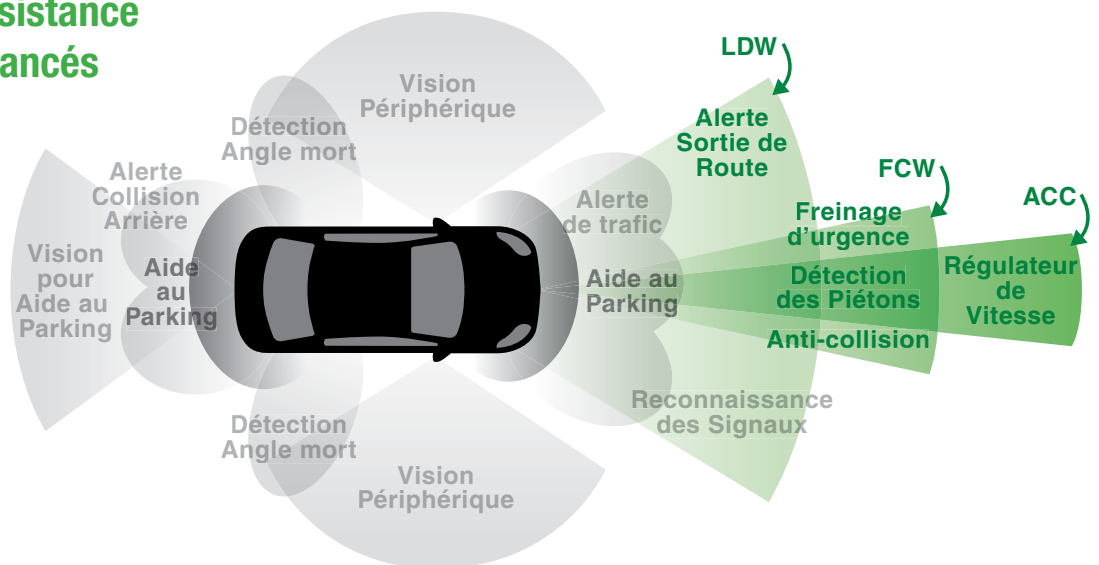 sistance
ancés
LDW
Vision
Périphérique
Détection
Angle mort
Alerte
Sortie de
Route
FCW
ACC
Alerte
Collision
Arrière
Alerte
de trafic
Freinage
d'urgence
Vision
pour
Aide au
Parking
Aide
au
Parking
Aide au
Parking
Détection
des Piétons
Régulateur
de
Vitesse
Anti-collision
Reconnaissance
des Signaux
Détection
Angle mort
Vision
Périphérique